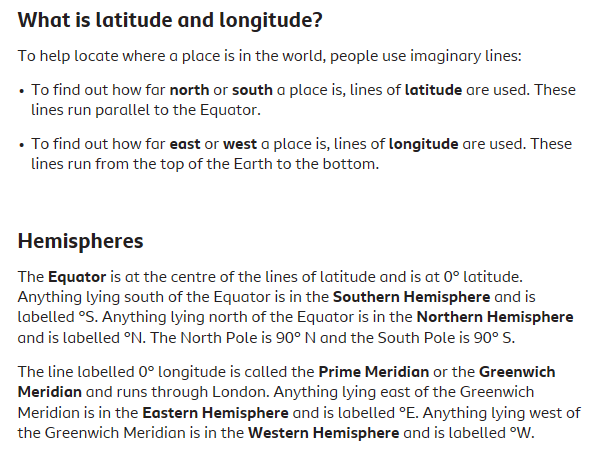 What is latitude and longitude?
To help locate where a place is in the world, people use imaginary lines:
• To find out how far north or south a place is, lines of latitude are used. These
lines run parallel to the Equator.
• To find out how far east or west a place is, lines of longitude are used. These
lines run from the top of the Earth to the bottom.
Hemispheres
The Equator is at the centre of the lines of latitude and is at 0° latitude.
Anything lying south of the Equator is in the Southern Hemisphere and is
labelled °S. Anything lying north of the Equator is in the Northern Hemisphere
and is labelled °N. The North Pole is 90° N and the South Pole is 90° S.
The line labelled 0° longitude is called the Prime Meridian or the Greenwich
Meridian and runs through London. Anything lying east of the Greenwich
Meridian is in the Eastern Hemisphere and is labelled °E. Anything lying west of
the Greenwich Meridian is in the Western Hemisphere and is labelled °W.